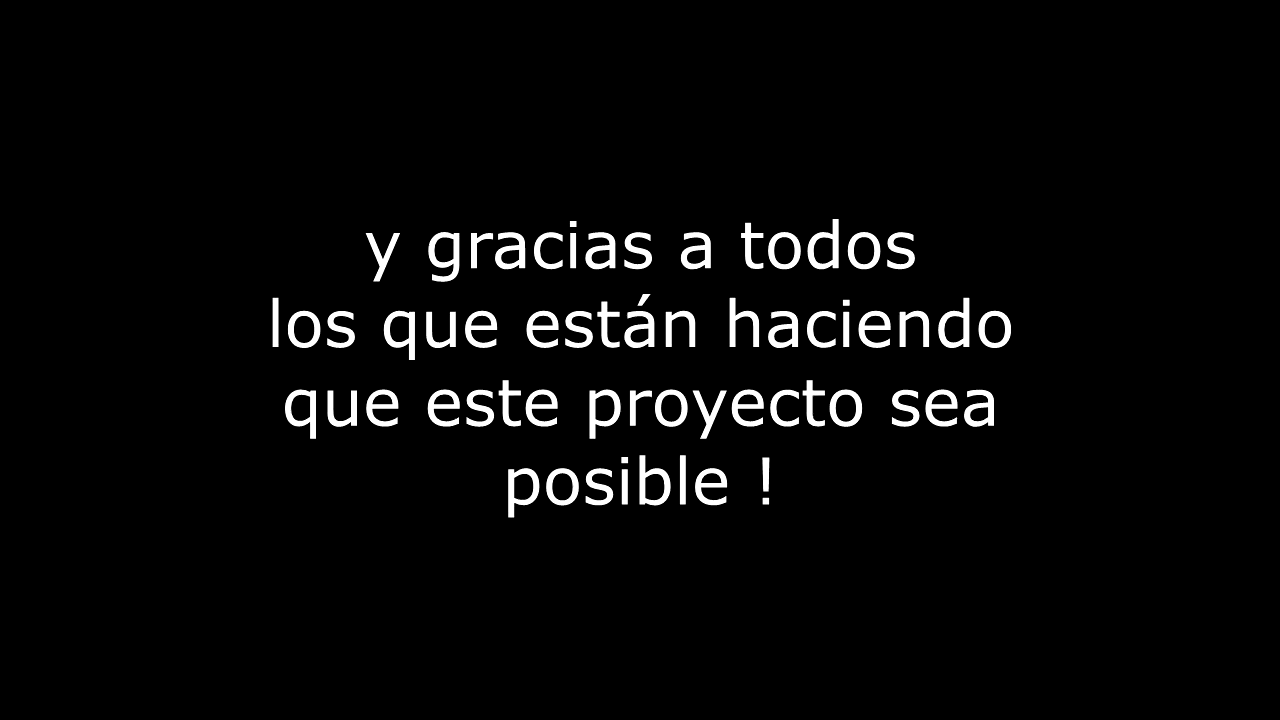 y gracias a todos
los que están haciendo
que este proyecto sea
posible !